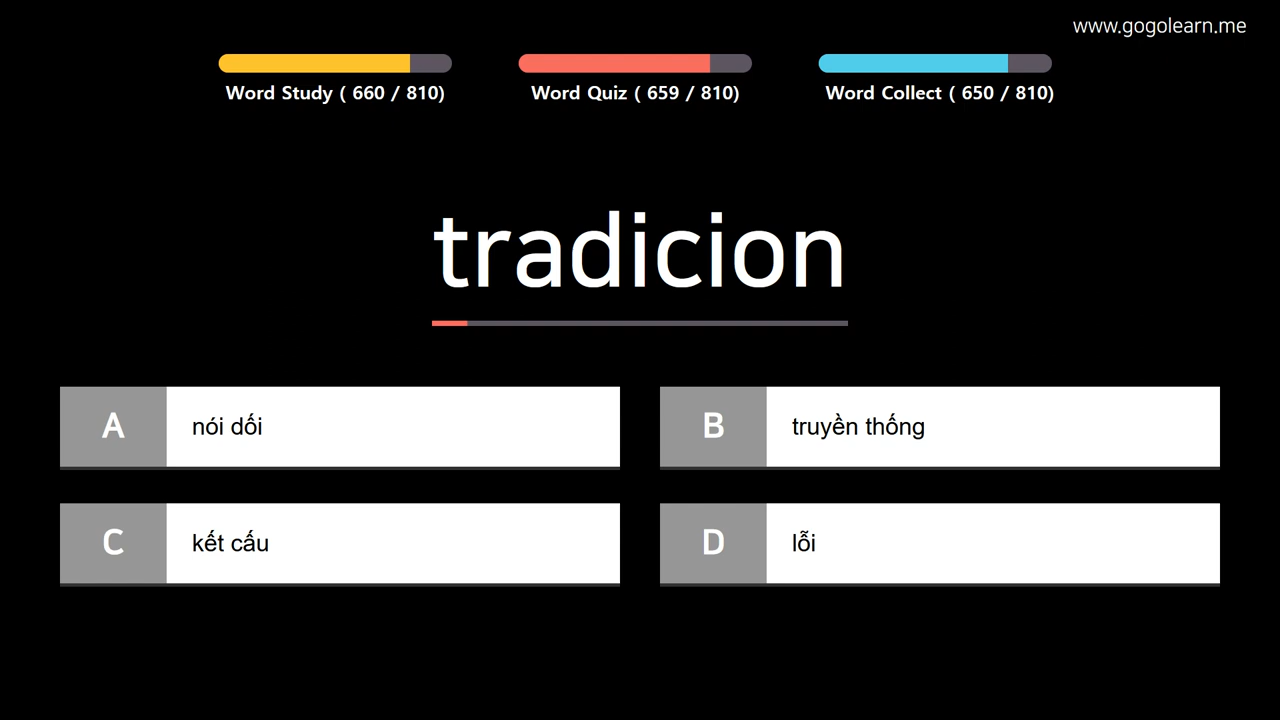 www.gogolearn.me
Word Study ( 660 / 810)
Word Quiz ( 659 / 810)
Word Collect ( 650 / 810)
tradicion
A nói dối
B truyền thống
C kết cấu
D lỗi